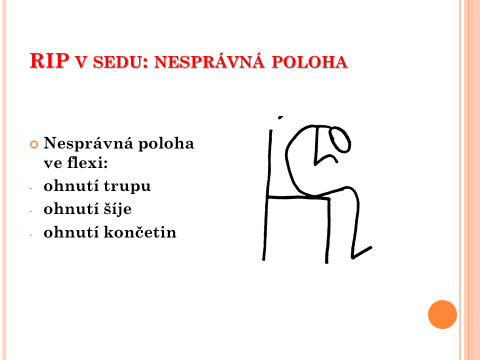 RIP V SEDU: NESPRÁVNÁ POLOHA
Nesprávná poloha
ve flexi:
- ohnutí trupu
- ohnutí šíje
- ohnutí končetin